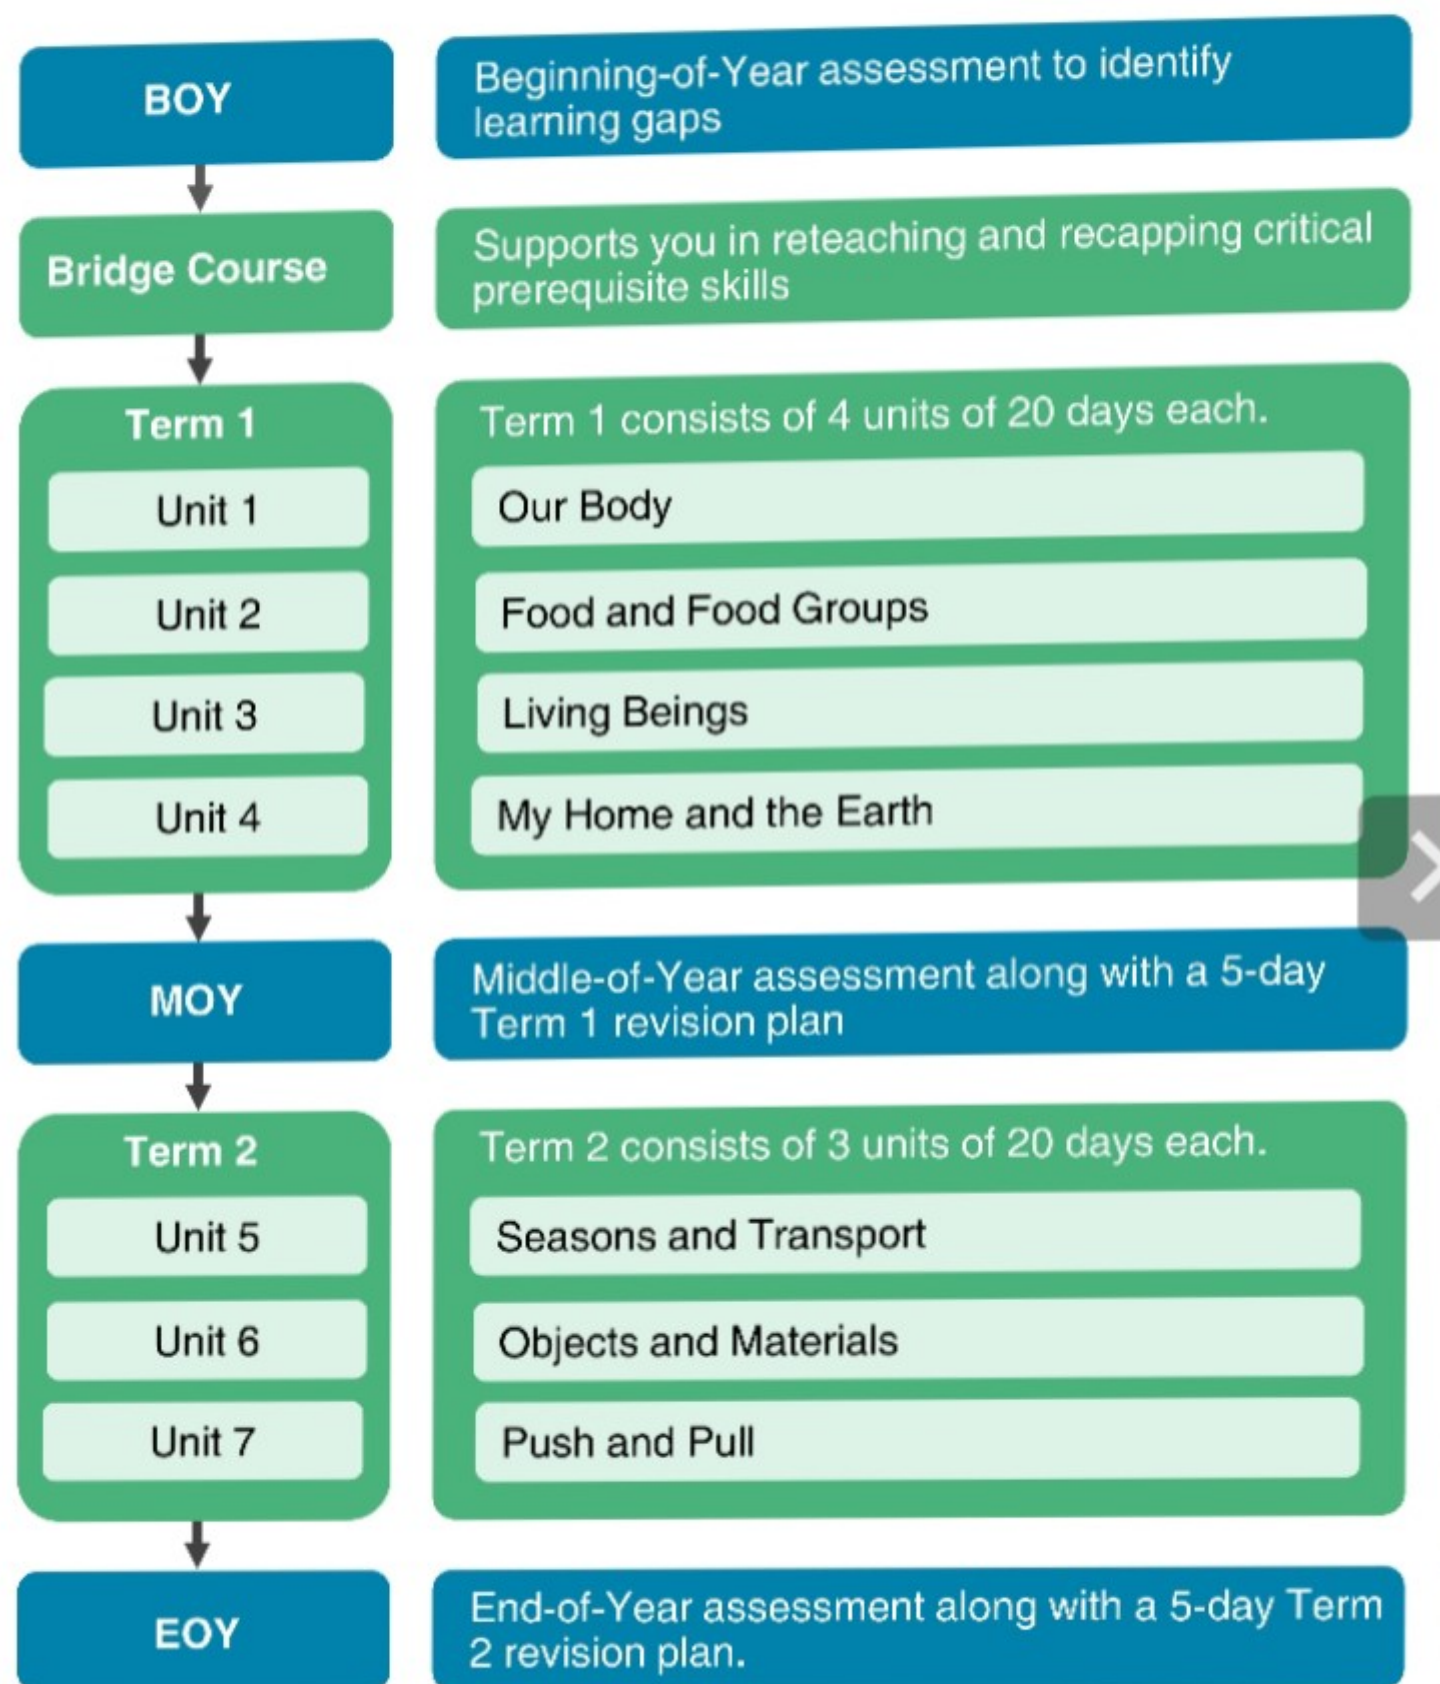 BOY
Beginning-of-Year assessment to identify
learning gaps
Bridge Course
Supports you in reteaching and recapping critical
prerequisite skills
Term 1
Term 1 consists of 4 units of 20 days each.
Unit 1
Our Body
Unit 2
Food and Food Groups
Unit 3
Living Beings
Unit 4
My Home and the Earth
MOY
Middle-of-Year assessment along with a 5-day
Term 1 revision plan
Term 2
Term 2 consists of 3 units of 20 days each.
Unit 5
Seasons and Transport
Unit 6
Objects and Materials
Unit 7
Push and Pull
EOY
End-of-Year assessment along with a 5-day Term
2 revision plan.